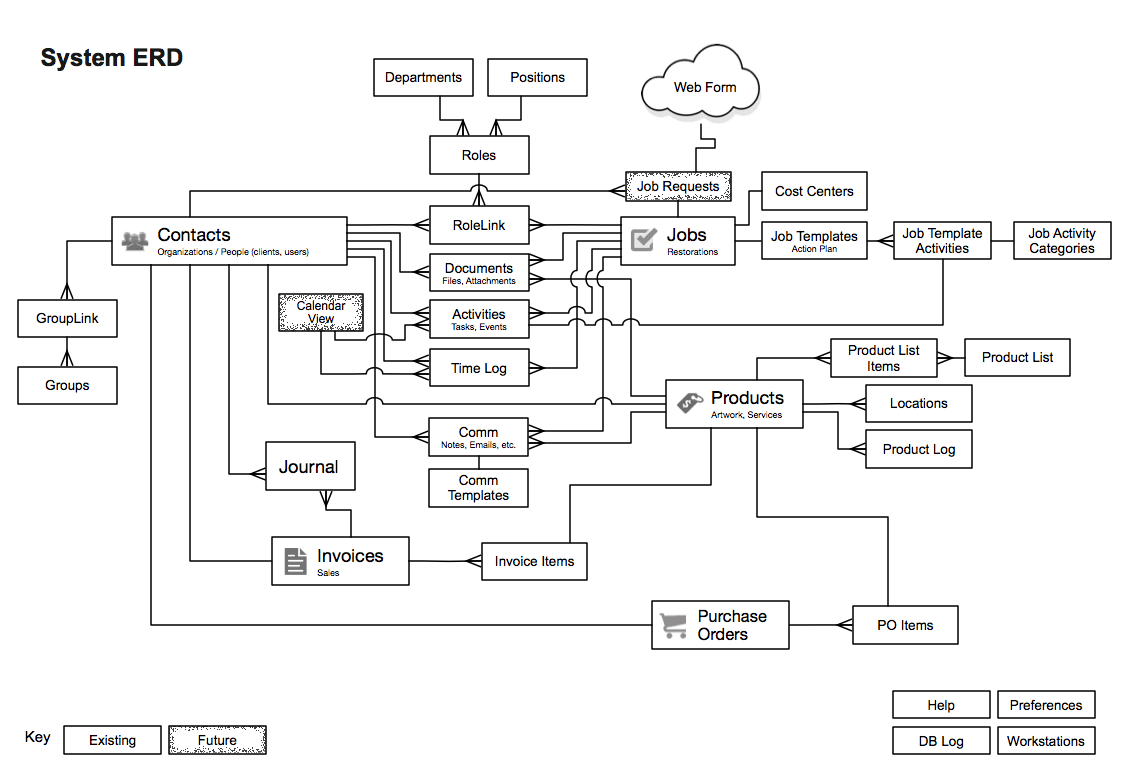 System ERD
Departments
Positions
Web Form
Roles
Job Requests
Cost Centers
Contacts
Organizations / People (clients, users)
RoleLink
Jobs
Restorations
Job Templates
Action Plan
Job Template
Activities
Job Activity
Categories
Documents
Files, Attachments
Calendar
View
GroupLink
Activities
Tasks, Events
Time Log
Product List
Items
Product List
Groups
Products
Artwork, Services
Locations
Comm
Notes, Emails, etc.
Product Log
Journal
Comm
Templates
Invoices
Sales
Invoice Items
Purchase
Orders
PO Items
Help
Preferences
Key
Existing
Future
DB Log
Workstations